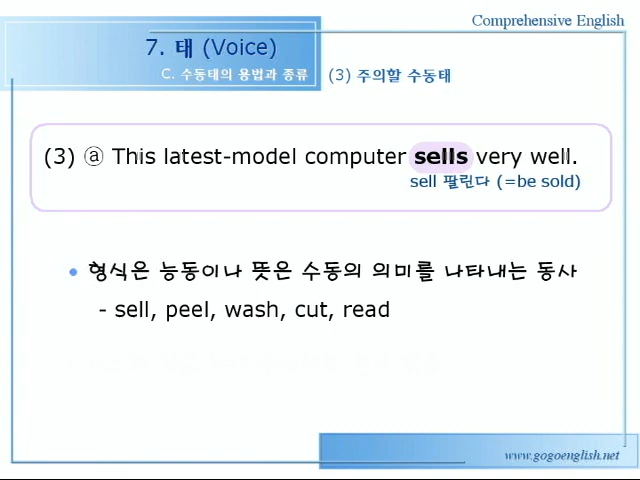 Comprehensive English
7. 태 (Voice)
C. 수동태의 용법과 종류
(3) 주의할 수동태
(3) ⓐ This latest-model computer sells very well.
sell 팔린다 (=be sold)
• 형식은 능동이나 뜻은 수동의 의미를 나타내는 동사
- sell, peel, wash, cut, read
www.gogoenglish.net